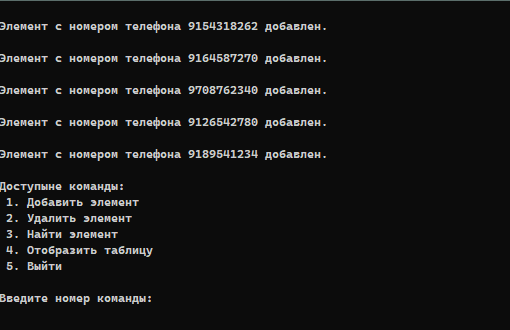 Элемент с номером телефона 9154318262 добавлен.
Элемент с номером телефона 9164587270 добавлен.
Элемент с номером телефона 9708762340 добавлен.
Элемент с номером телефона 9126542780 добавлен.
Элемент с номером телефона 9189541234 добавлен.
Доступыне команды:
1. Добавить элемент
2. Удалить элемент
3. Найти элемент
4. Отобразить таблицу
5. Выйти
Введите номер команды: